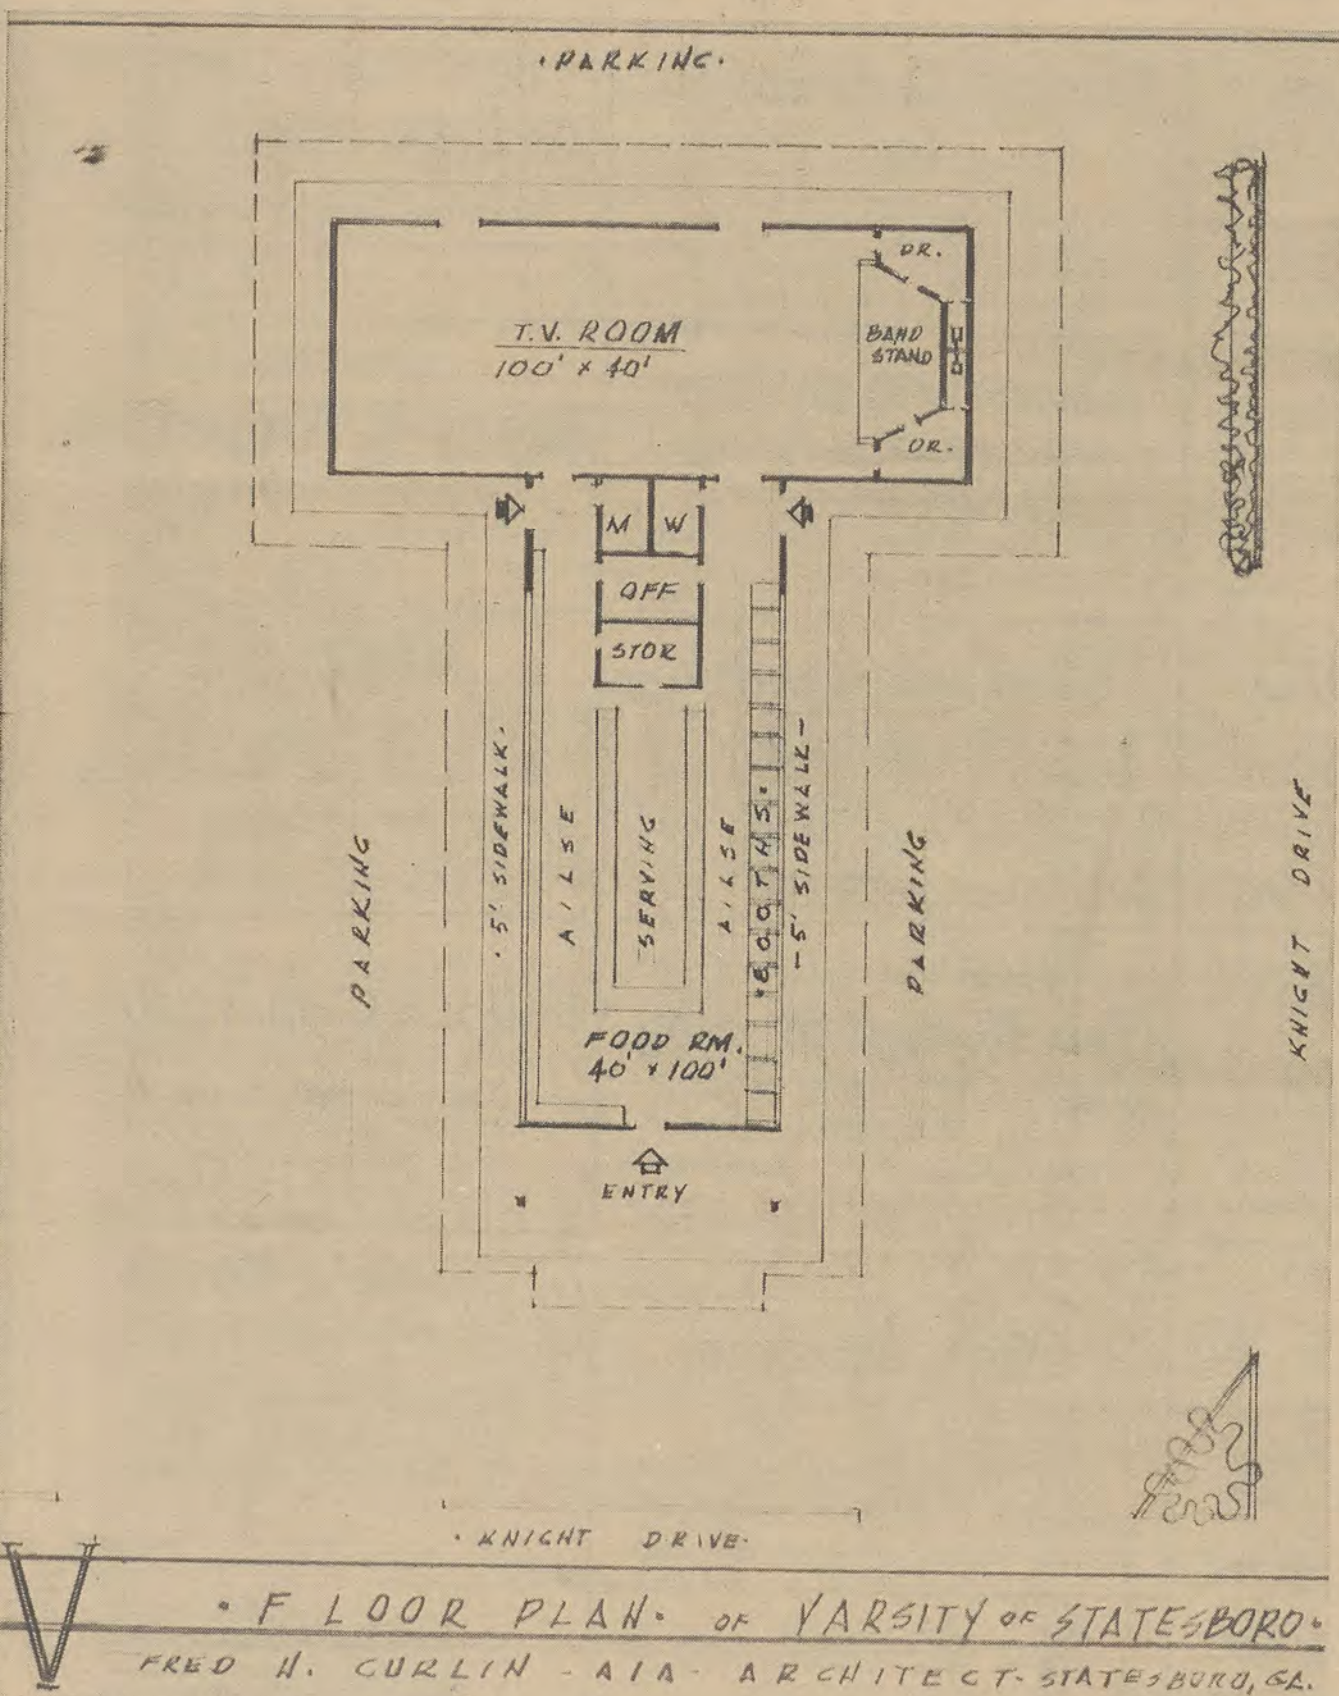 · PARKING ·
DR.
T.V. ROOM
100' x 40'
BAND
STAND
DR.
M W
OFF
STOR
· 5' SIDEWALK ·
AILSE
SERVING
AILSE
· BOOTHS ·
- 5' SIDEWALK -
PARKING
PARKING
KNIGHT DRIVE
FOOD RM.
40' x 100'
ENTRY
· KNIGHT DRIVE ·
V
· FLOOR PLAN · OF VARSITY OF STATESBORO ·
FRED H. CURLIN - AIA - ARCHITECT - STATESBORO, GA.